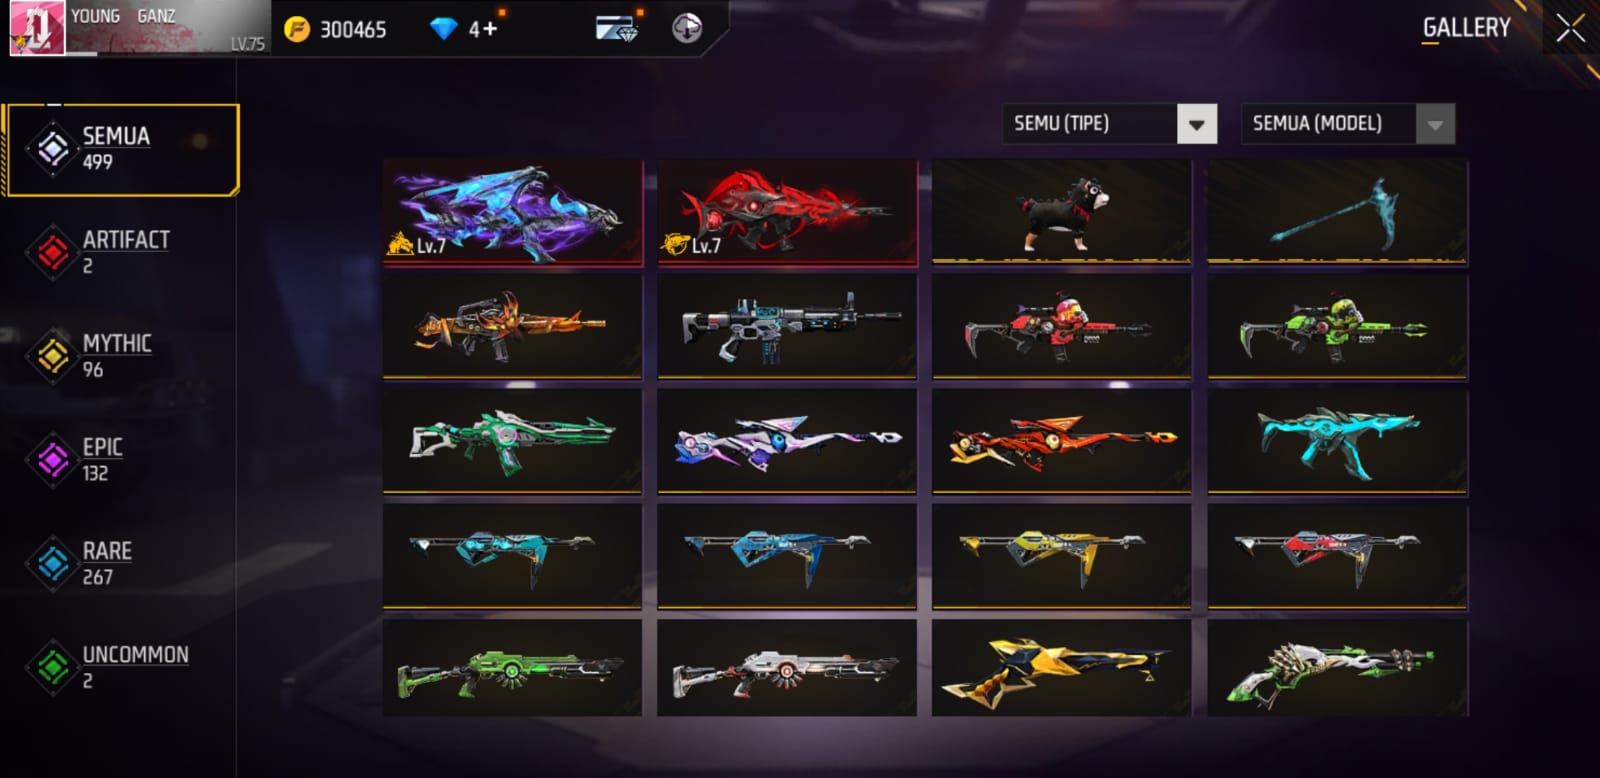 YOUNG GANZ
LV.75
300465
4+
GALLERY
SEMUA
499
ARTIFACT
2
MYTHIC
96
EPIC
132
RARE
267
UNCOMMON
2
SEMU (TIPE)
SEMUA (MODEL)
Lv.7
Lv.7